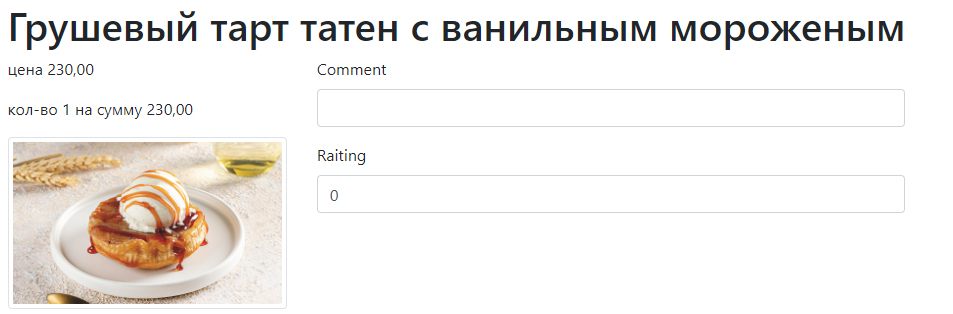 Грушевый тарт татен с ванильным мороженым
цена 230,00
кол-во 1 на сумму 230,00
Comment
Raiting
0